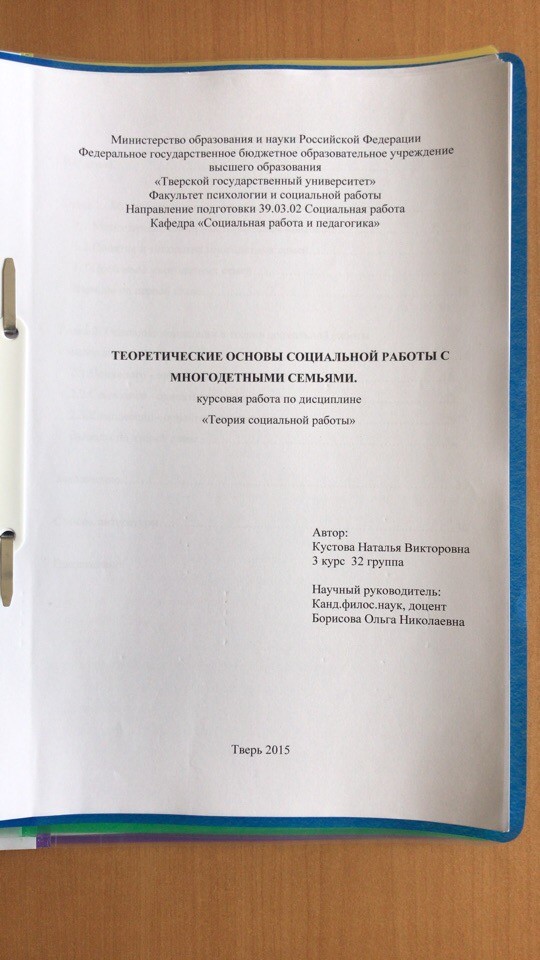 Министерство образования и науки Российской Федерации
Федеральное государственное бюджетное образовательное учреждение
высшего образования
«Тверской государственный университет»
Факультет психологии и социальной работы
Направление подготовки 39.03.02 Социальная работа
Кафедра «Социальная работа и педагогика»
ТЕОРЕТИЧЕСКИЕ ОСНОВЫ СОЦИАЛЬНОЙ РАБОТЫ С
МНОГОДЕТНЫМИ СЕМЬЯМИ.
курсовая работа по дисциплине
«Теория социальной работы»
Автор:
Кустова Наталья Викторовна
3 курс 32 группа
Научный руководитель:
Канд.филос.наук, доцент
Борисова Ольга Николаевна
Тверь 2015